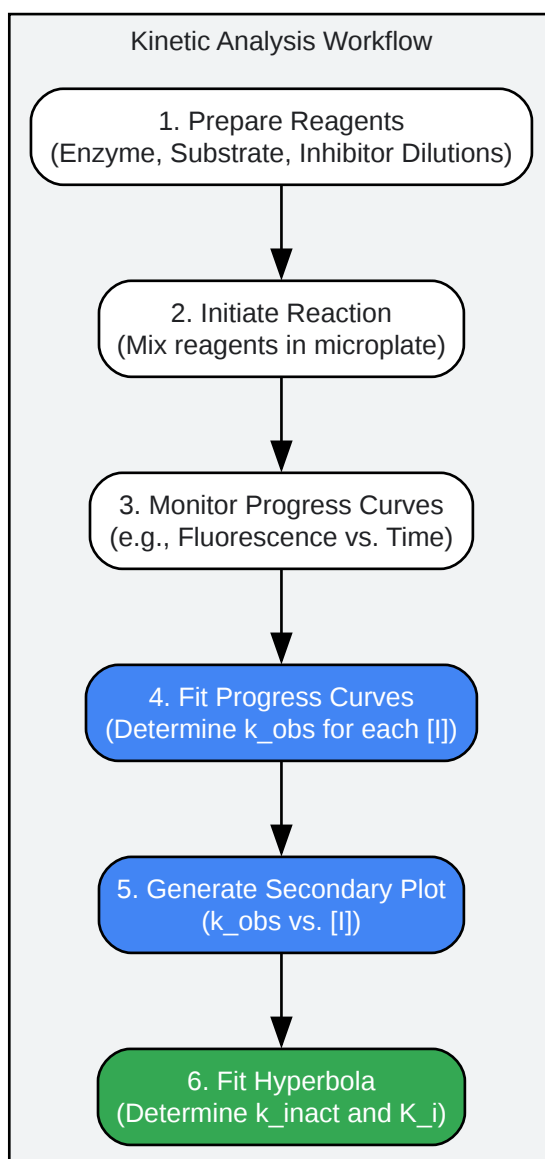 Kinetic Analysis Workflow
1. Prepare Reagents
(Enzyme, Substrate, Inhibitor Dilutions)
2. Initiate Reaction
(Mix reagents in microplate)
3. Monitor Progress Curves
(e.g., Fluorescence vs. Time)
4. Fit Progress Curves
(Determine k_obs for each [I])
5. Generate Secondary Plot
(k_obs vs. [I])
6. Fit Hyperbola
(Determine k_inact and K_i)